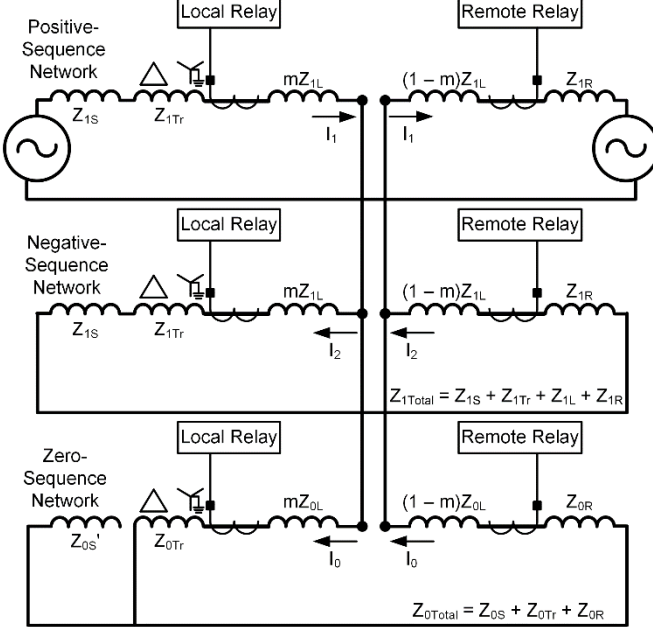 Local Relay
Remote Relay
Positive-
Sequence
Network
mZ1L
(1 – m)Z1L
Z1R
Z1S
Z1Tr
I1
I1
Local Relay
Remote Relay
Negative-
Sequence
Network
mZ1L
(1 – m)Z1L
Z1R
Z1S
Z1Tr
I2
I2
Z1Total = Z1S + Z1Tr + Z1L + Z1R
Local Relay
Remote Relay
Zero-
Sequence
Network
mZ0L
(1 – m)Z0L
Z0R
Z0S'
Z0Tr
I0
I0
Z0Total = Z0S + Z0Tr + Z0R